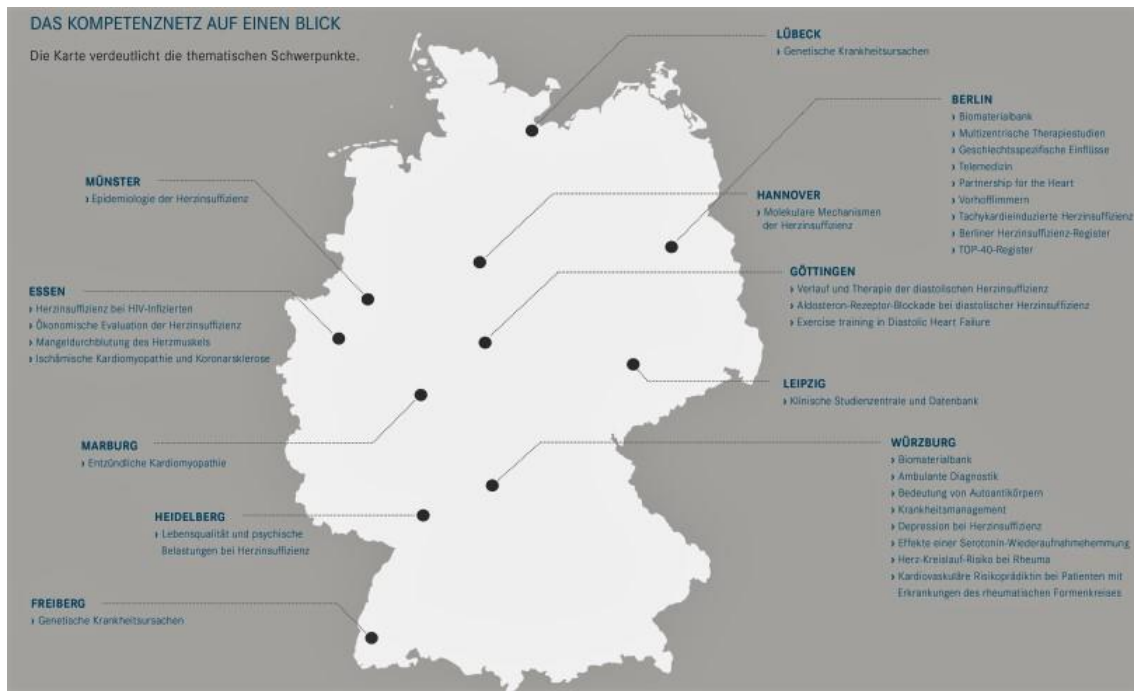 DAS KOMPETENZNETZ AUF EINEN BLICK
Die Karte verdeutlicht die thematischen Schwerpunkte.
LÜBECK
› Genetische Krankheitsursachen
BERLIN
› Biomaterialbank
› Multizentrische Therapiestudien
› Geschlechtsspezifische Einflüsse
› Telemedizin
› Partnership for the Heart
› Vorhofflimmern
› Tachykardieinduzierte Herzinsuffizienz
› Berliner Herzinsuffizienz-Register
› TOP-40-Register
MÜNSTER
› Epidemiologie der Herzinsuffizienz
HANNOVER
› Molekulare Mechanismen
der Herzinsuffizienz
GÖTTINGEN
› Verlauf und Therapie der diastolischen Herzinsuffizienz
› Aldosteron-Rezeptor-Blockade bei diastolischer Herzinsuffizienz
› Exercise training in Diastolic Heart Failure
ESSEN
› Herzinsuffizienz bei HIV-Infizierten
› Ökonomische Evaluation der Herzinsuffizienz
› Mangeldurchblutung des Herzmuskels
› Ischämische Kardiomyopathie und Koronarsklerose
LEIPZIG
› Klinische Studienzentrale und Datenbank
MARBURG
› Entzündliche Kardiomyopathie
WÜRZBURG
› Biomaterialbank
› Ambulante Diagnostik
› Bedeutung von Autoantikörpern
› Krankheitsmanagement
› Depression bei Herzinsuffizienz
› Effekte einer Serotonin-Wiederaufnahmehemmung
› Herz-Kreislauf-Risiko bei Rheuma
› Kardiovaskuläre Risikoprädiktin bei Patienten mit
Erkrankungen des rheumatischen Formenkreises
HEIDELBERG
› Lebensqualität und psychische
Belastungen bei Herzinsuffizienz
FREIBERG
› Genetische Krankheitsursachen